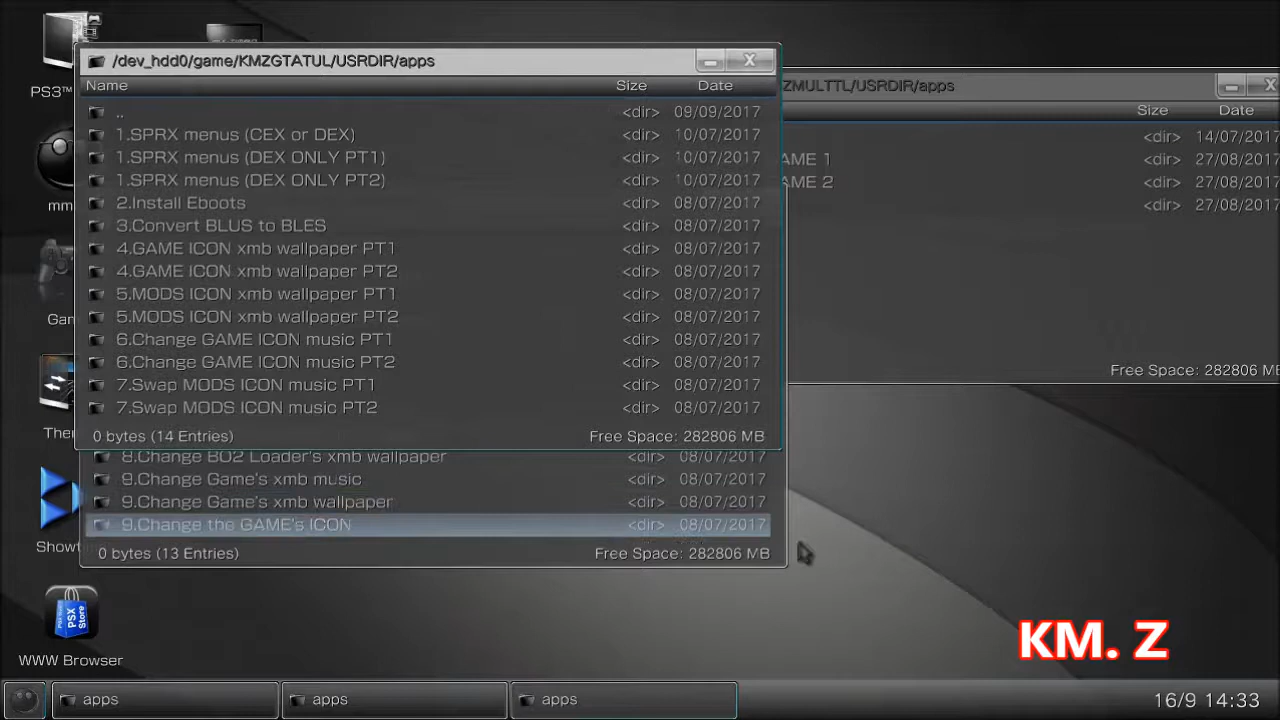 PS3™
/dev_hdd0/game/KMZGTATUL/USRDIR/apps
Name Size Date
.. <dir> 09/09/2017
1.SPRX menus (CEX or DEX) <dir> 10/07/2017
1.SPRX menus (DEX ONLY PT1) <dir> 10/07/2017
1.SPRX menus (DEX ONLY PT2) <dir> 10/07/2017
2.Install Eboots <dir> 08/07/2017
3.Convert BLUS to BLES <dir> 08/07/2017
4.GAME ICON xmb wallpaper PT1 <dir> 08/07/2017
4.GAME ICON xmb wallpaper PT2 <dir> 08/07/2017
5.MODS ICON xmb wallpaper PT1 <dir> 08/07/2017
5.MODS ICON xmb wallpaper PT2 <dir> 08/07/2017
6.Change GAME ICON music PT1 <dir> 08/07/2017
6.Change GAME ICON music PT2 <dir> 08/07/2017
7.Swap MODS ICON music PT1 <dir> 08/07/2017
7.Swap MODS ICON music PT2 <dir> 08/07/2017
0 bytes (14 Entries) Free Space: 282806 MB
8.Change BO2 Loader's xmb wallpaper <dir> 08/07/2017
9.Change Game's xmb music <dir> 08/07/2017
9.Change Game's xmb wallpaper <dir> 08/07/2017
9.Change the GAME's ICON <dir> 08/07/2017
0 bytes (13 Entries) Free Space: 282806 MB
ZMULTTL/USRDIR/apps
Size Date
<dir> 14/07/2017
AME 1 <dir> 27/08/2017
AME 2 <dir> 27/08/2017
<dir> 27/08/2017
Free Space: 282806 M
mm
Gan
Ther
Showt
PSX Store
WWW Browser
KM. Z
apps apps apps 16/9 14:33